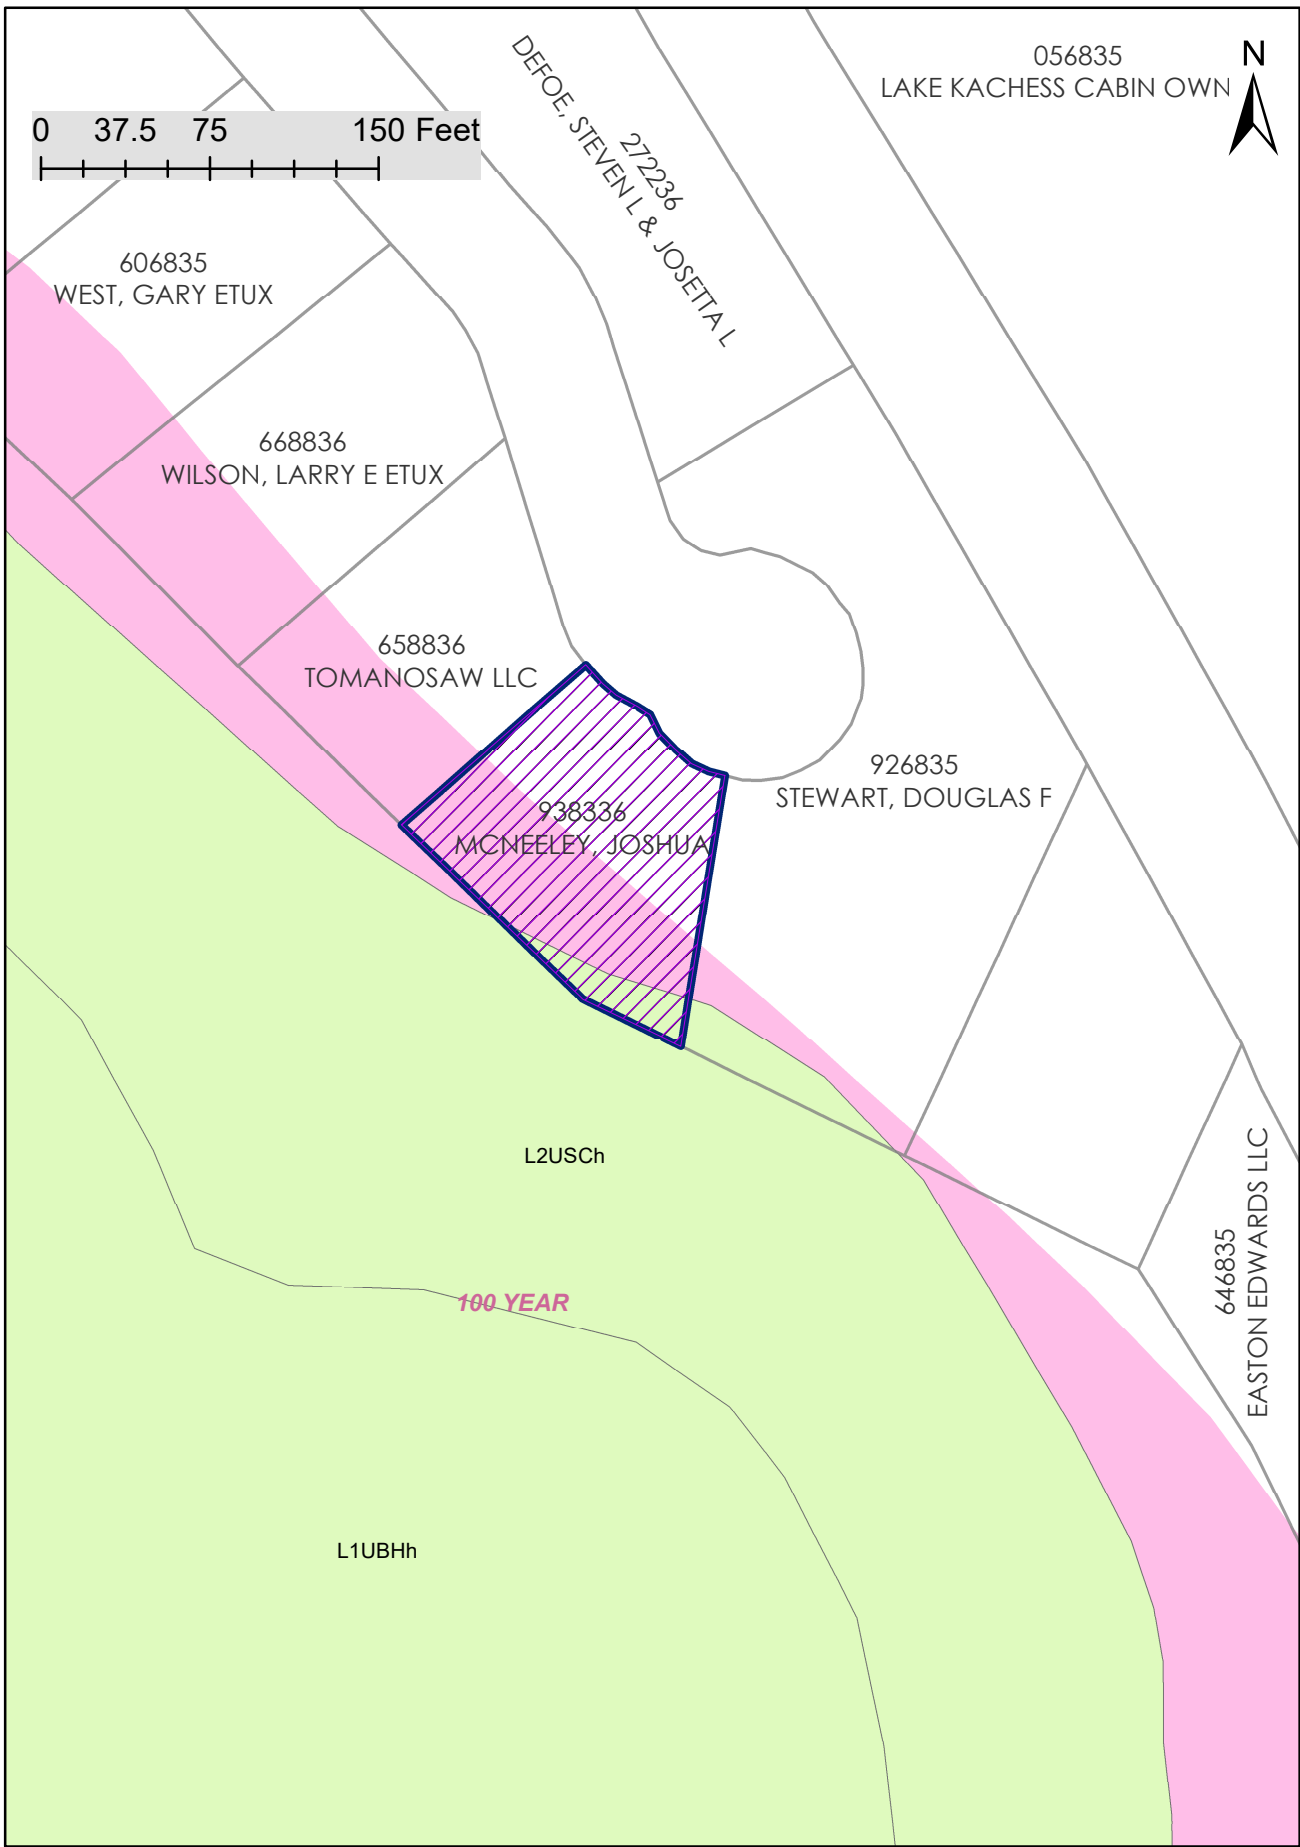 056835
LAKE KACHESS CABIN OWN
N
0 37.5 75 150 Feet
272236
DEFOE, STEVEN L & JOSETTA L
606835
WEST, GARY ETUX
668836
WILSON, LARRY E ETUX
658836
TOMANOSAW LLC
926835
STEWART, DOUGLAS F
938336
MCNEELEY, JOSHUA
L2USCh
646835
EASTON EDWARDS LLC
100 YEAR
L1UBHh